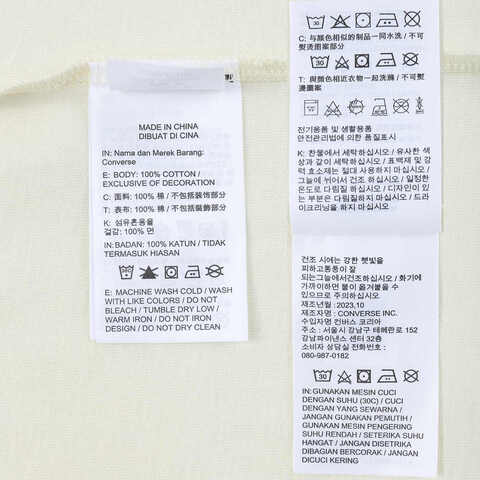 MADE IN CHINA
DIBUAT DI CINA
IN: Nama dan Merek Barang:
Converse
E: BODY: 100% COTTON /
EXCLUSIVE OF DECORATION
C: 面料: 100% 棉 / 不包括装饰部分
T: 表布: 100% 棉 / 不包括裝飾部分
K: 섬유혼용율
겉감: 100% 면
IN: BADAN: 100% KATUN / TIDAK
TERMASUK HIASAN
E: MACHINE WASH COLD / WASH
WITH LIKE COLORS / DO NOT
BLEACH / TUMBLE DRY LOW /
WARM IRON / DO NOT IRON
DESIGN / DO NOT DRY CLEAN
C: 与颜色相似的制品一同水洗 / 不可
熨烫图案部分
T: 與顏色相近衣物一起洗滌 / 不可
熨燙圖案
전기용품 및 생활용품
안전관리법에 의한 품질표시
K: 찬물에서 세탁하십시오 / 유사한 색
상과 같이 세탁하십시오 / 표백제 및 강
력 효소제는 절대 사용하지 마십시오 /
그늘에 뉘어서 건조 하십시오 / 일정한
온도로 다림질 하십시오 / 디자인이 있
는 부분은 다림질 하지마십시오 / 드라
이크리닝을 하지마십시오
건조 시에는 강한 햇빛을
피하고통풍이 잘
되는그늘에서건조하십시오 / 화기에
가까이하면 불이 옮겨붙을 수
있으므로 주의하십시오
제조년월 : 2023,10
제조자명 : CONVERSE INC.
수입자명 컨버스 코리아
주소 : 서울시 강남구 테헤란로 152
강남파이낸스 센터 32층
소비자 상담실 전화번호 :
080-987-0182
IN: GUNAKAN MESIN CUCI
DENGAN SUHU (30C) / CUCI
DENGAN YANG SEWARNA /
JANGAN GUNAKAN PEMUTIH /
GUNAKAN MESIN PENGERING
SUHU RENDAH / SETERIKA SUHU
HANGAT / JANGAN DISETRIKA
DIBAGIAN BERCORAK / JANGAN
DICUCI KERING